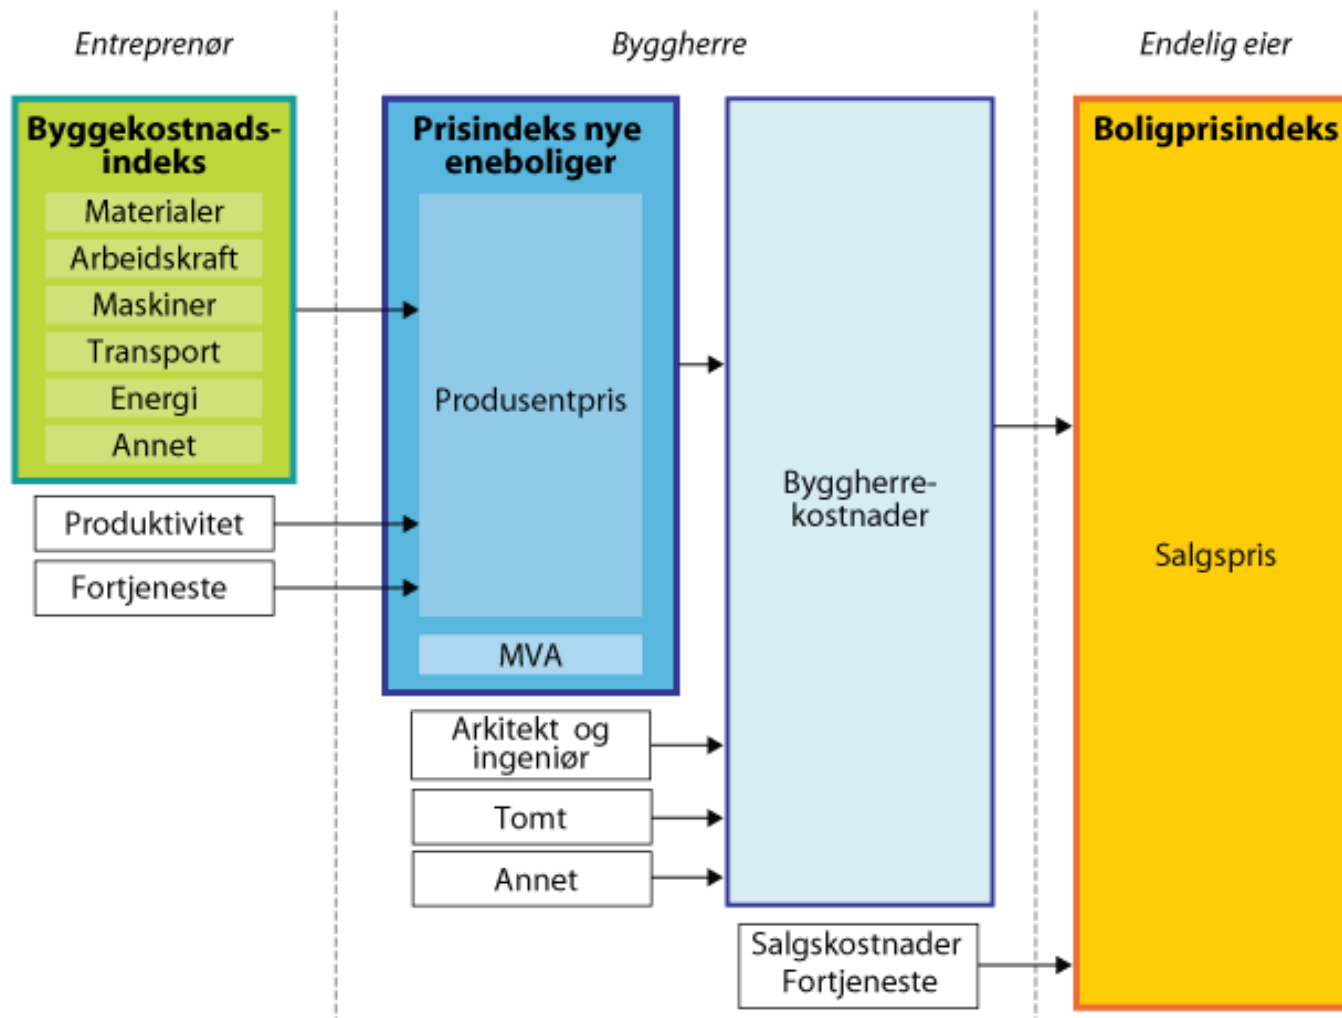 Entreprenør
Byggherre
Endelig eier
Byggekostnads-
indeks
Materialer
Arbeidskraft
Maskiner
Transport
Energi
Annet
Produktivitet
Fortjeneste
Prisindeks nye
eneboliger
Produsentpris
MVA
Arkitekt og
ingeniør
Tomt
Annet
Byggherre-
kostnader
Salgskostnader
Fortjeneste
Boligprisindeks
Salgspris